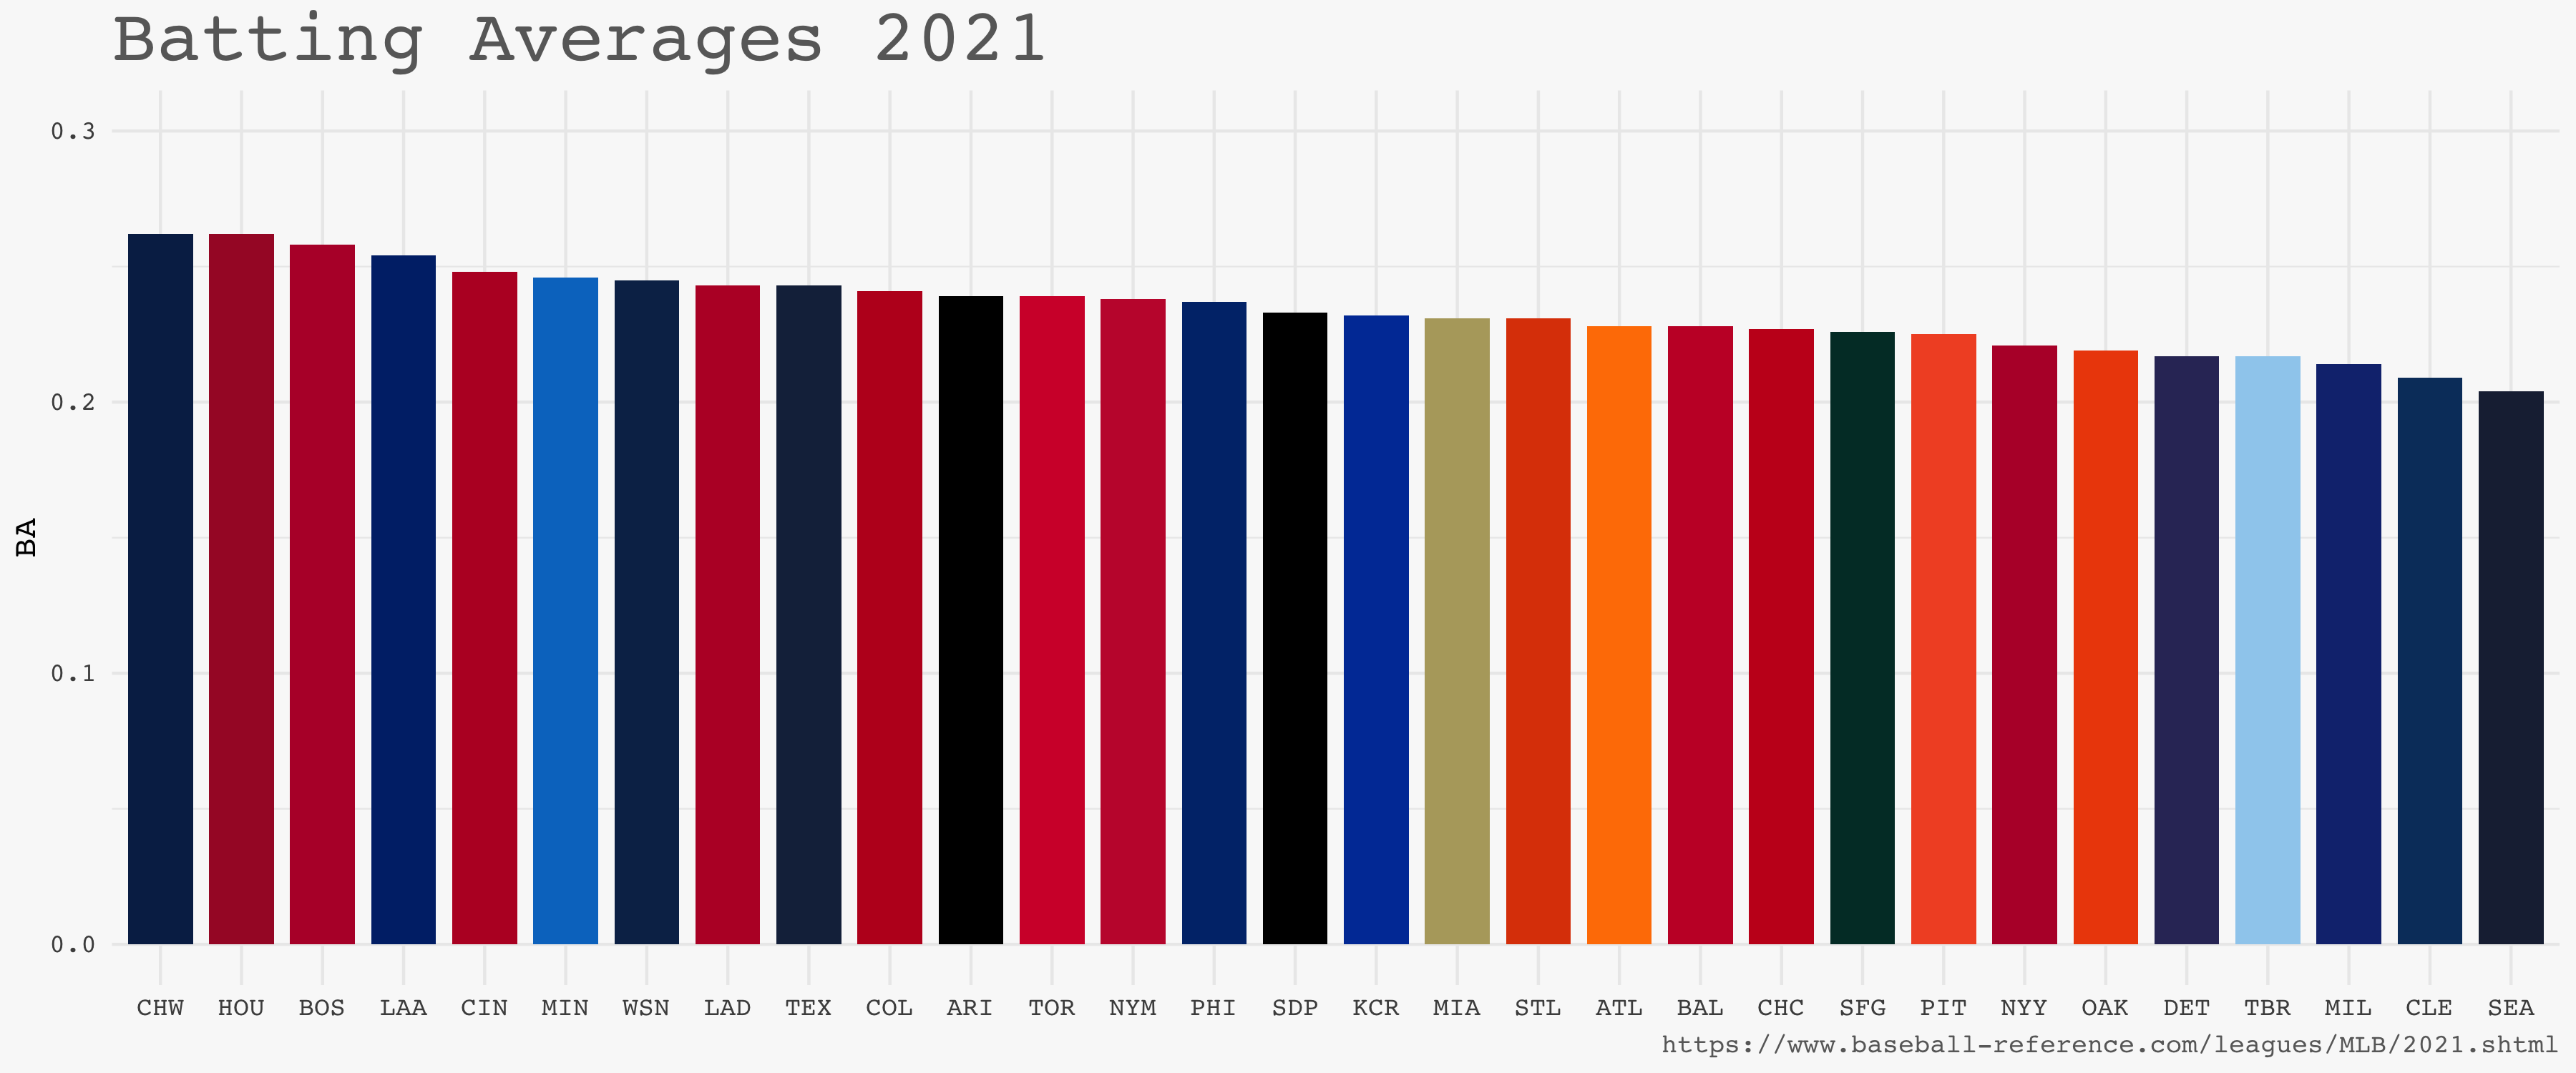 Batting Averages 2021
0.3
0.2
0.1
0.0
BA
CHW HOU BOS LAA CIN MIN WSN LAD TEX COL ARI TOR NYM PHI SDP KCR MIA STL ATL BAL CHC SFG PIT NYY OAK DET TBR MIL CLE SEA
https://www.baseball-reference.com/leagues/MLB/2021.shtml